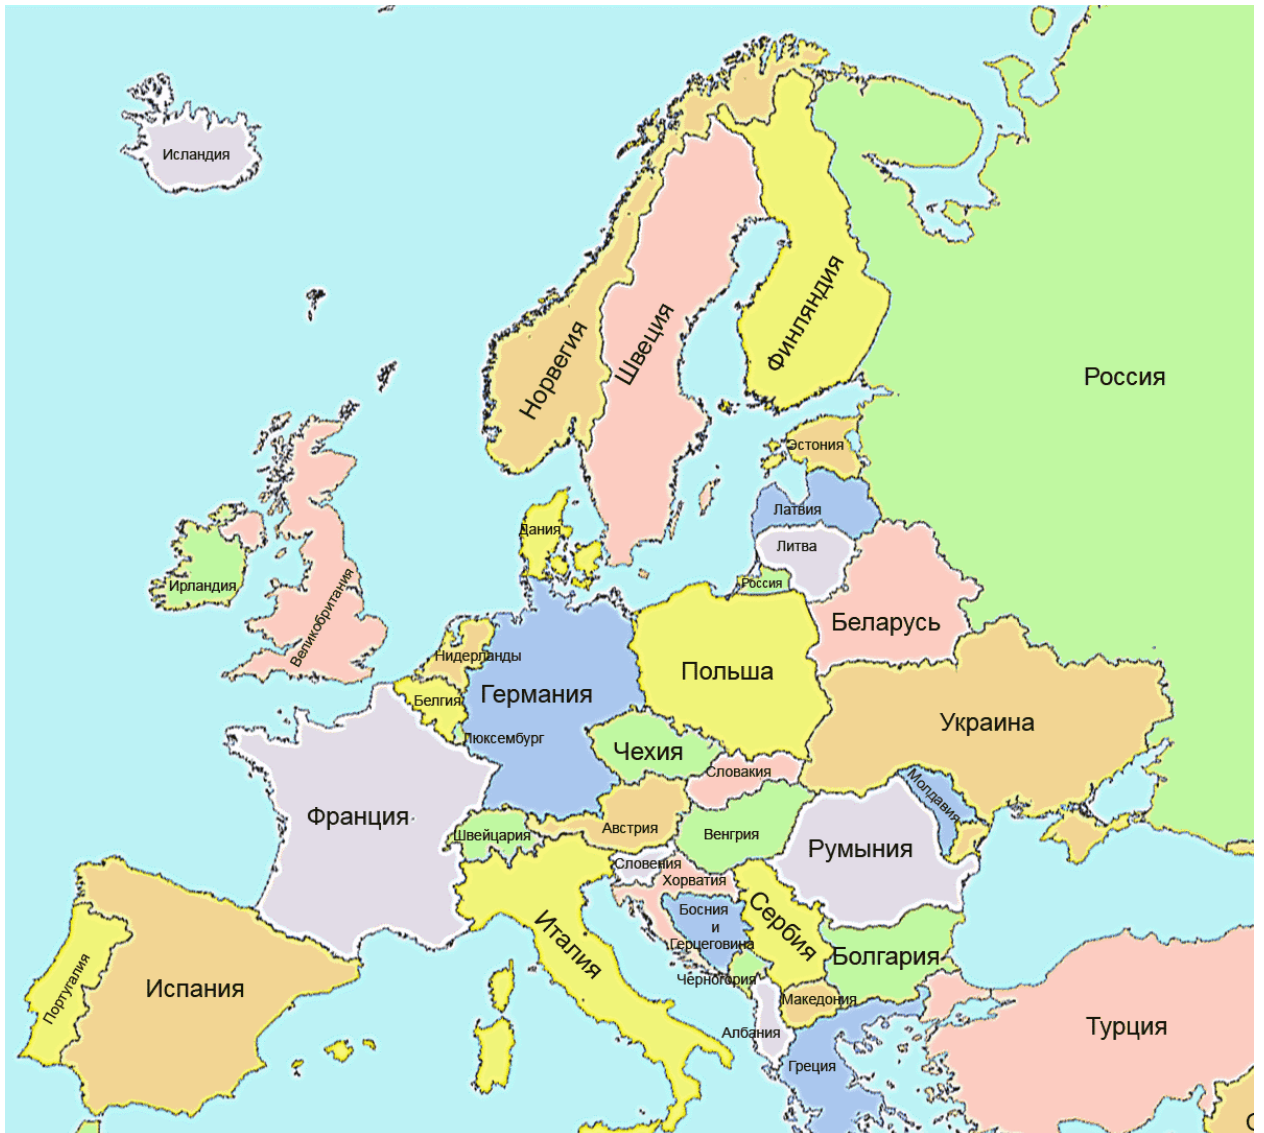 Исландия
Норвегия
Швеция
Финляндия
Россия
Эстония
Латвия
Литва
Россия
Дания
Ирландия
Великобритания
Беларусь
Нидерланды
Германия
Польша
Бельгия
Люксембург
Чехия
Словакия
Украина
Молдавия
Франция
Швейцария
Австрия
Венгрия
Румыния
Словения
Хорватия
Босния
и
Герцеговина
Сербия
Италия
Болгария
Черногория
Македония
Албания
Греция
Турция
Португалия
Испания
С